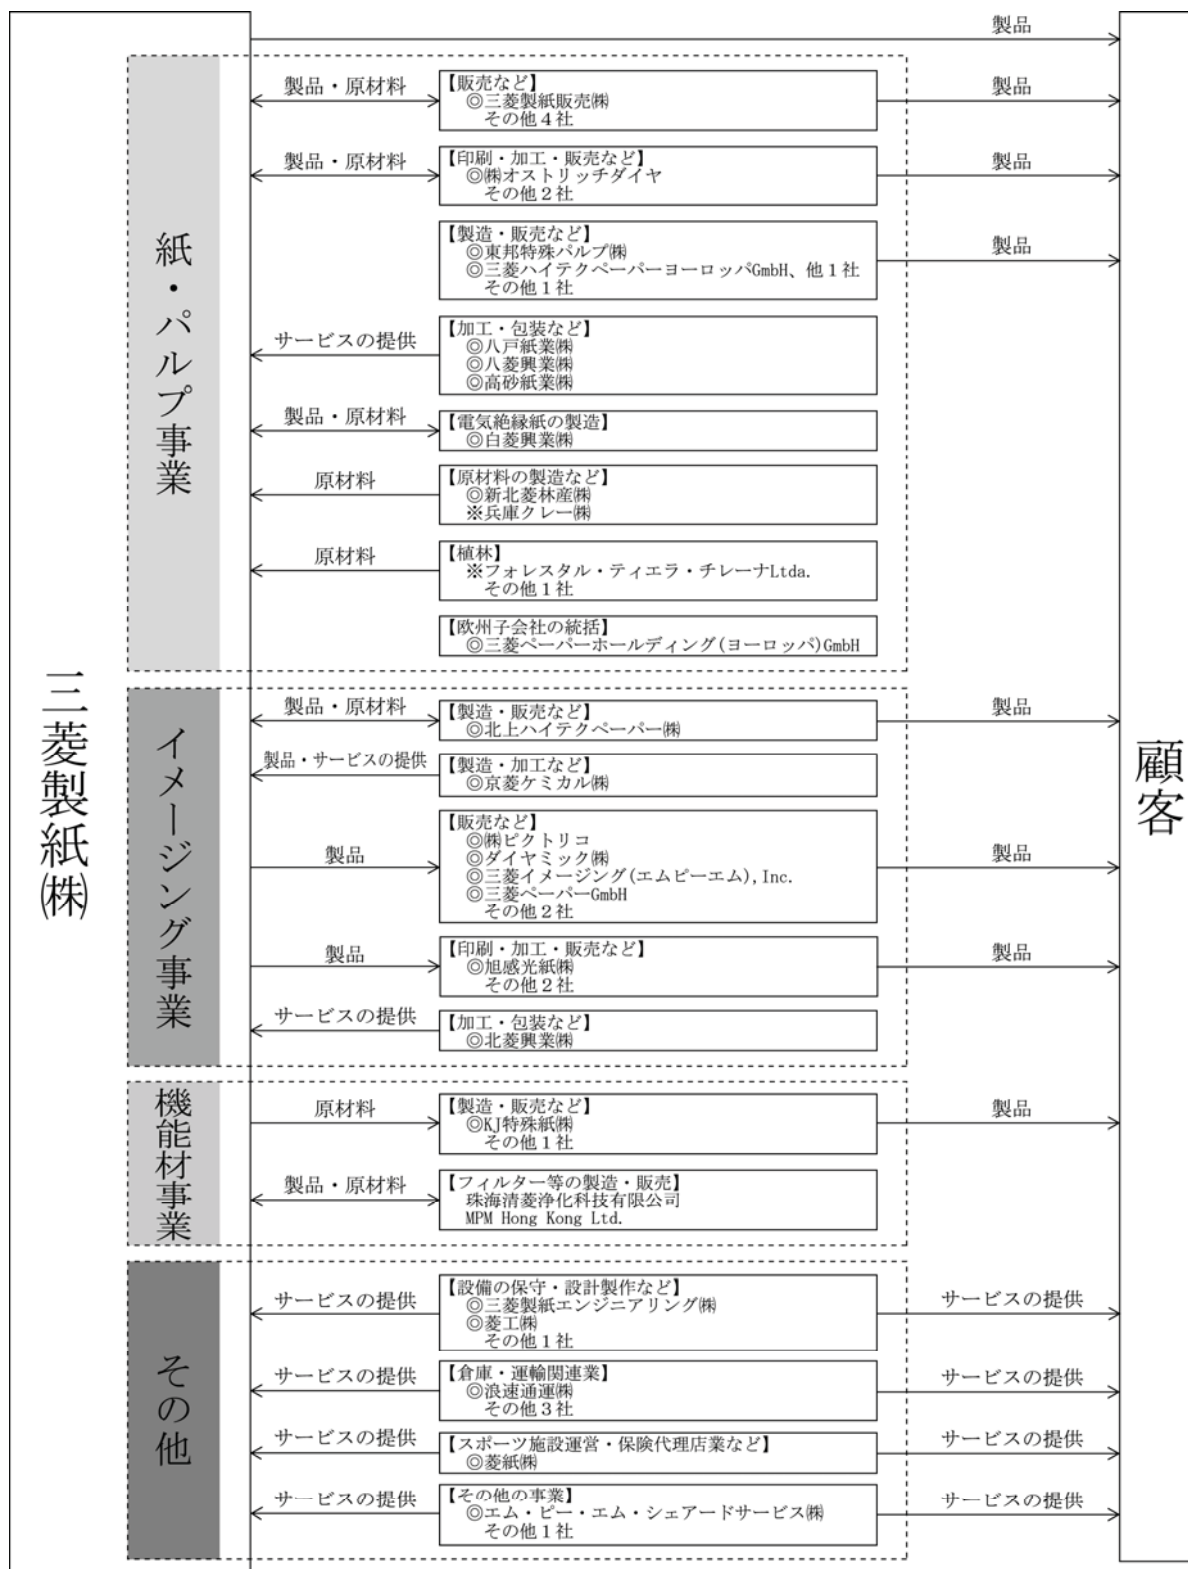 製品
紙・パルプ事業
製品・原材料
【販売など】
◎三菱製紙販売㈱
その他４社
製品
製品・原材料
【印刷・加工・販売など】
◎㈱オストリッチダイヤ
その他２社
製品
【製造・販売など】
◎東邦特殊パルプ㈱
◎三菱ハイテクペーパーヨーロッパGmbH、他１社
その他１社
製品
サービスの提供
【加工・包装など】
◎八戸紙業㈱
◎八菱興業㈱
◎高砂紙業㈱
製品・原材料
【電気絶縁紙の製造】
◎白菱興業㈱
原材料
【原材料の製造など】
◎新北菱林産㈱
※兵庫クレー㈱
原材料
【植林】
※フォレスタル・ティエラ・チレーナLtda.
その他１社
【欧州子会社の統括】
◎三菱ペーパーホールディング(ヨーロッパ)GmbH
三菱製紙㈱
イメージング事業
製品・原材料
【製造・販売など】
◎北上ハイテクペーパー㈱
製品
製品・サービスの提供
【製造・加工など】
◎京菱ケミカル㈱
製品
【販売など】
◎㈱ピクトリコ
◎ダイヤミック㈱
◎三菱イメージング(エムピーエム),Inc.
◎三菱ペーパーGmbH
その他２社
製品
製品
【印刷・加工・販売など】
◎旭感光紙㈱
その他２社
製品
サービスの提供
【加工・包装など】
◎北菱興業㈱
顧客
機能材事業
原材料
【製造・販売など】
◎KJ特殊紙㈱
その他１社
製品
製品・原材料
【フィルター等の製造・販売】
珠海清菱浄化科技有限公司
MPM Hong Kong Ltd.
その他
サービスの提供
【設備の保守・設計製作など】
◎三菱製紙エンジニアリング㈱
◎菱工㈱
その他１社
サービスの提供
サービスの提供
【倉庫・運輸関連業】
◎浪速通運㈱
その他３社
サービスの提供
サービスの提供
【スポーツ施設運営・保険代理店業など】
◎菱紙㈱
サービスの提供
サービスの提供
【その他の事業】
◎エム・ピー・エム・シェアードサービス㈱
その他１社
サービスの提供